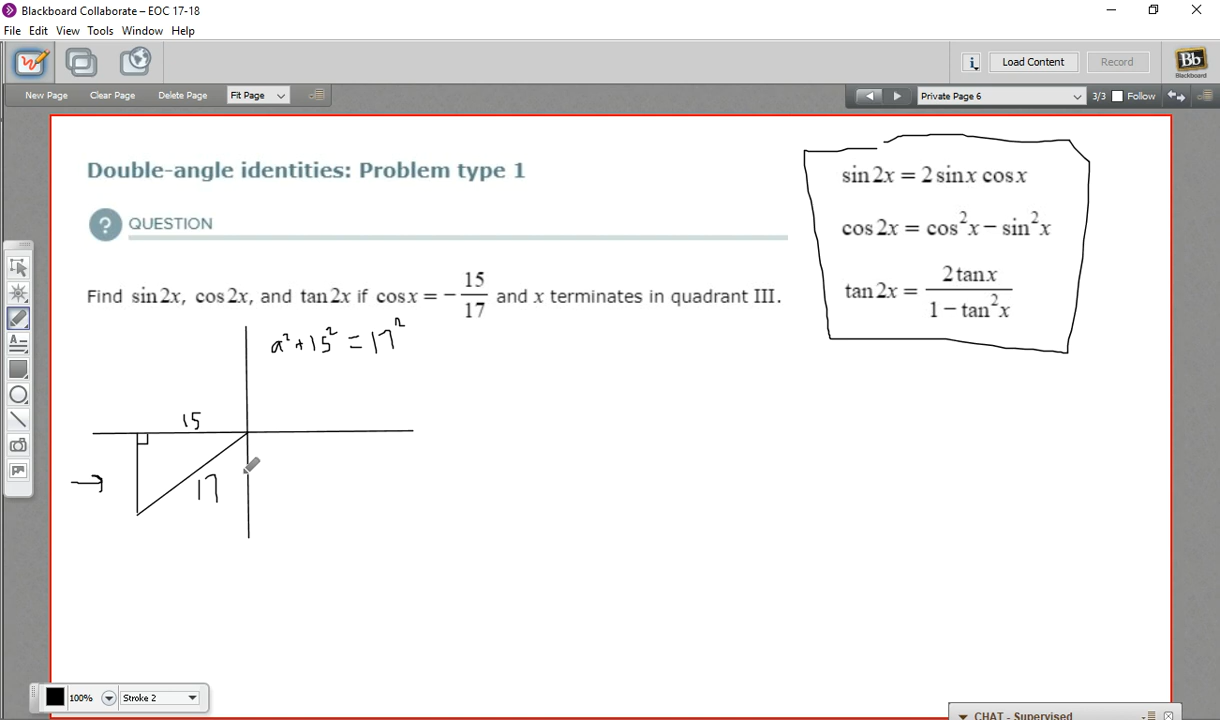 Blackboard Collaborate – EOC 17-18
File Edit View Tools Window Help
Load Content
Record
Bb
Blackboard
New Page Clear Page Delete Page Fit Page
Private Page 6
3/3 Follow
Double-angle identities: Problem type 1
? QUESTION
Find sin 2x, cos 2x, and tan 2x if cos x = −15/17 and x terminates in quadrant III.
sin 2x = 2 sin x cos x
cos 2x = cos²x − sin²x
tan 2x = 2 tan x / 1 − tan²x
a² + 15² = 17²
15
17
100%
Stroke 2
CHAT - Supervised